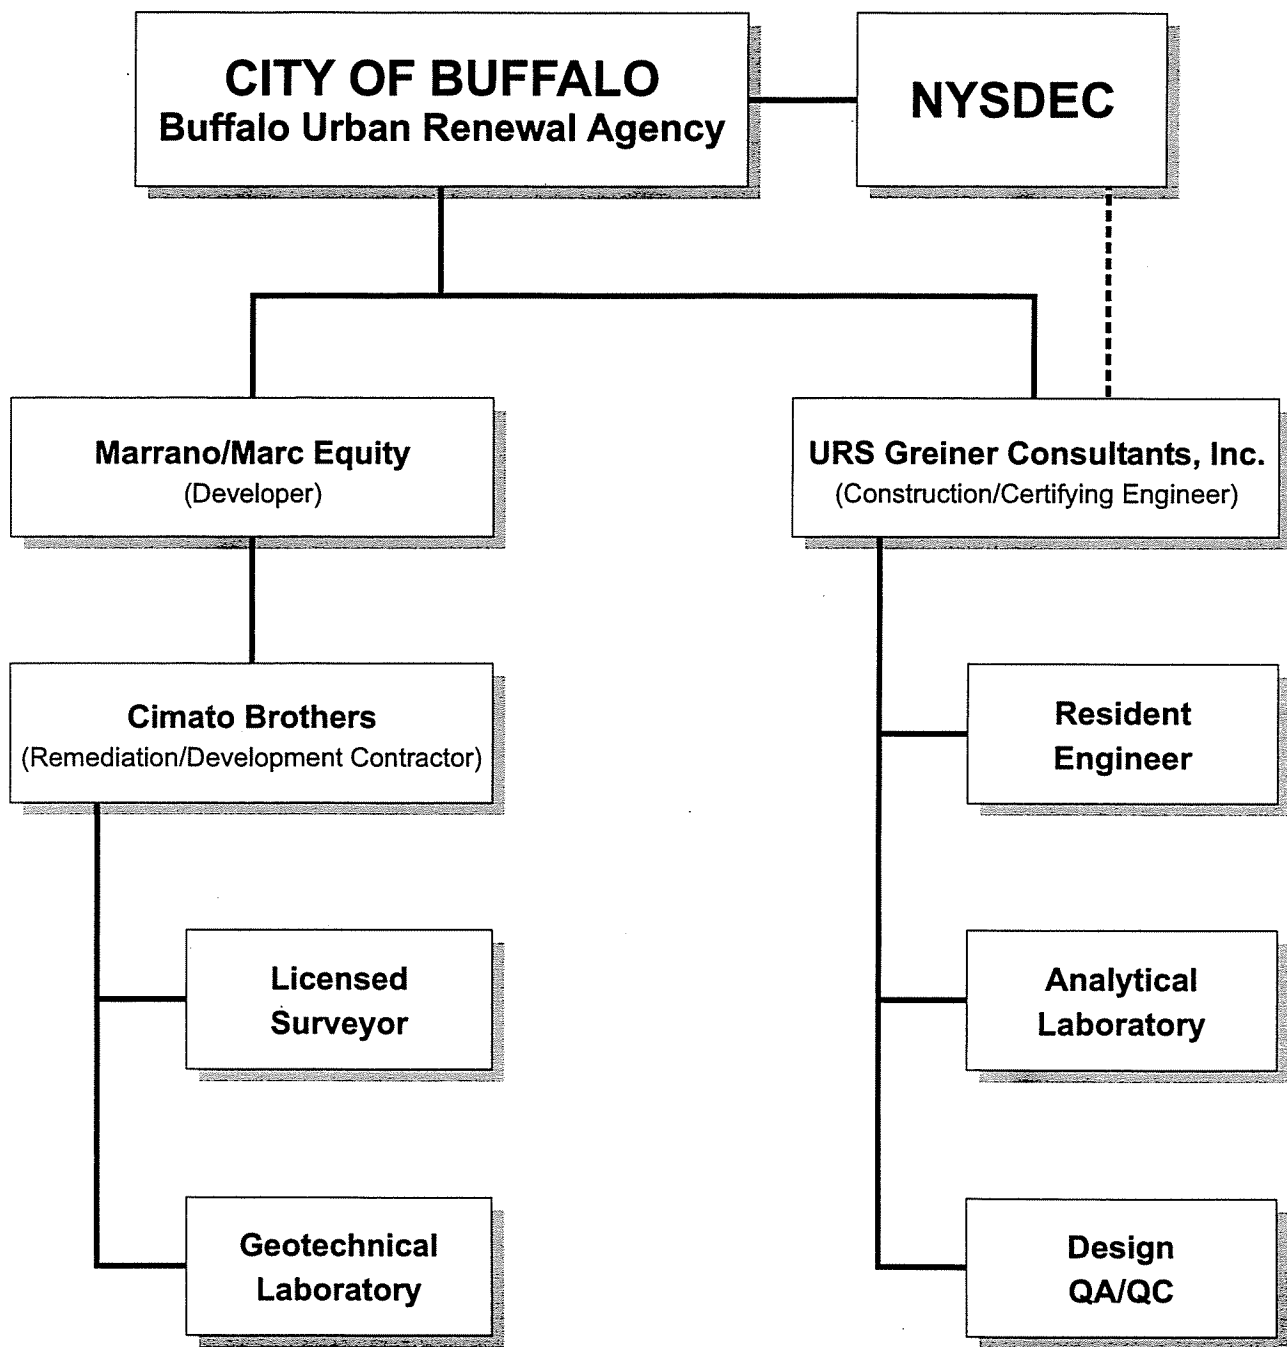 CITY OF BUFFALO
Buffalo Urban Renewal Agency
NYSDEC
Marrano/Marc Equity
(Developer)
URS Greiner Consultants, Inc.
(Construction/Certifying Engineer)
Cimato Brothers
(Remediation/Development Contractor)
Resident
Engineer
Licensed
Surveyor
Analytical
Laboratory
Geotechnical
Laboratory
Design
QA/QC